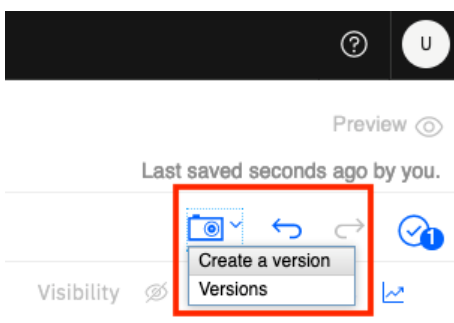 U
Preview
Last saved seconds ago by you.
1
Create a version
Visibility
Versions